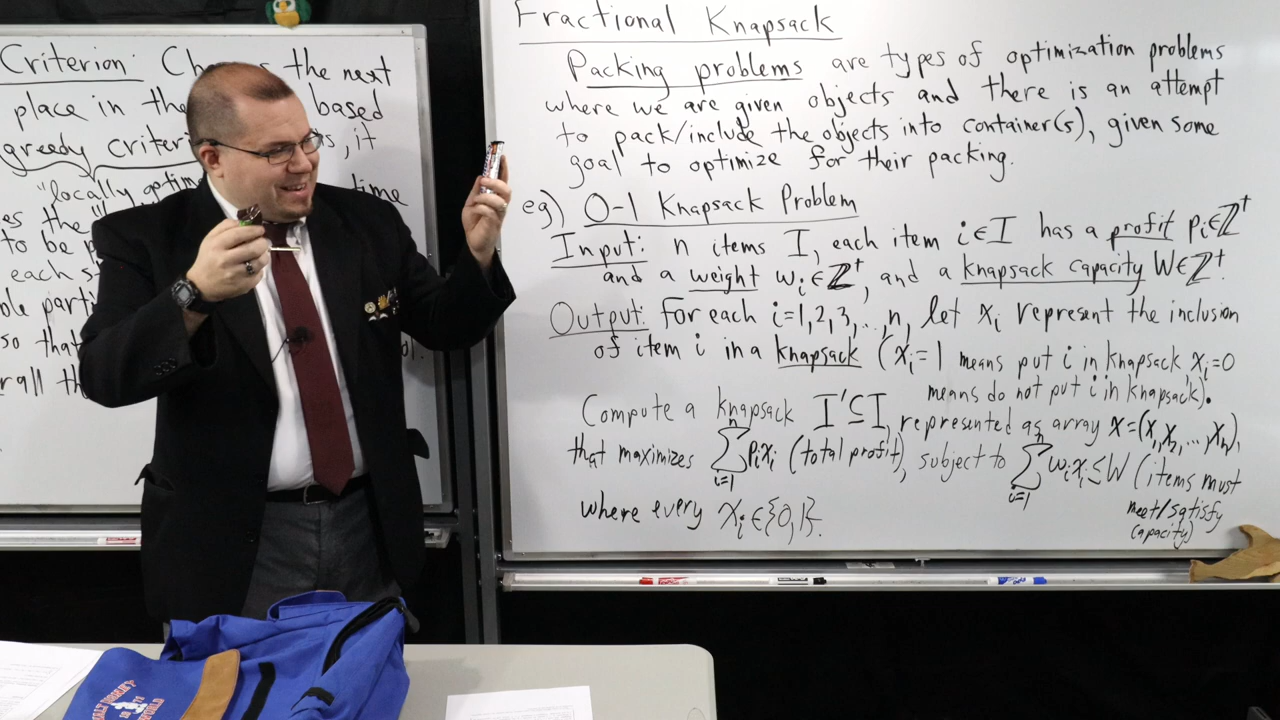 Criterion: the next
place in the based
greedy criter s, it
"locally optim time
es the
to be p
each s
ble parti
so that
rall th
Fractional Knapsack
Packing problems are types of optimization problems
where we are given objects and there is an attempt
to pack/include the objects into container(s), given some
goal to optimize for their packing.
eg) 0-1 Knapsack Problem
Input: n items I, each item i∈I has a profit pᵢ∈ℤ⁺
and a weight wᵢ∈ℤ⁺, and a knapsack capacity W∈ℤ⁺.
Output: For each i=1,2,3,...,n, let xᵢ represent the inclusion
of item i in a knapsack (xᵢ=1 means put i in knapsack xᵢ=0
means do not put i in knapsack).
Compute a knapsack I'⊆I, represented as array x=(x₁,x₂,...,xₙ),
that maximizes ∑ᵢ₌₁ⁿ pᵢxᵢ (total profit), subject to ∑ᵢ₌₁ⁿ wᵢxᵢ≤W (items must
meet/satisfy
capacity)
where every xᵢ∈{0,1}.